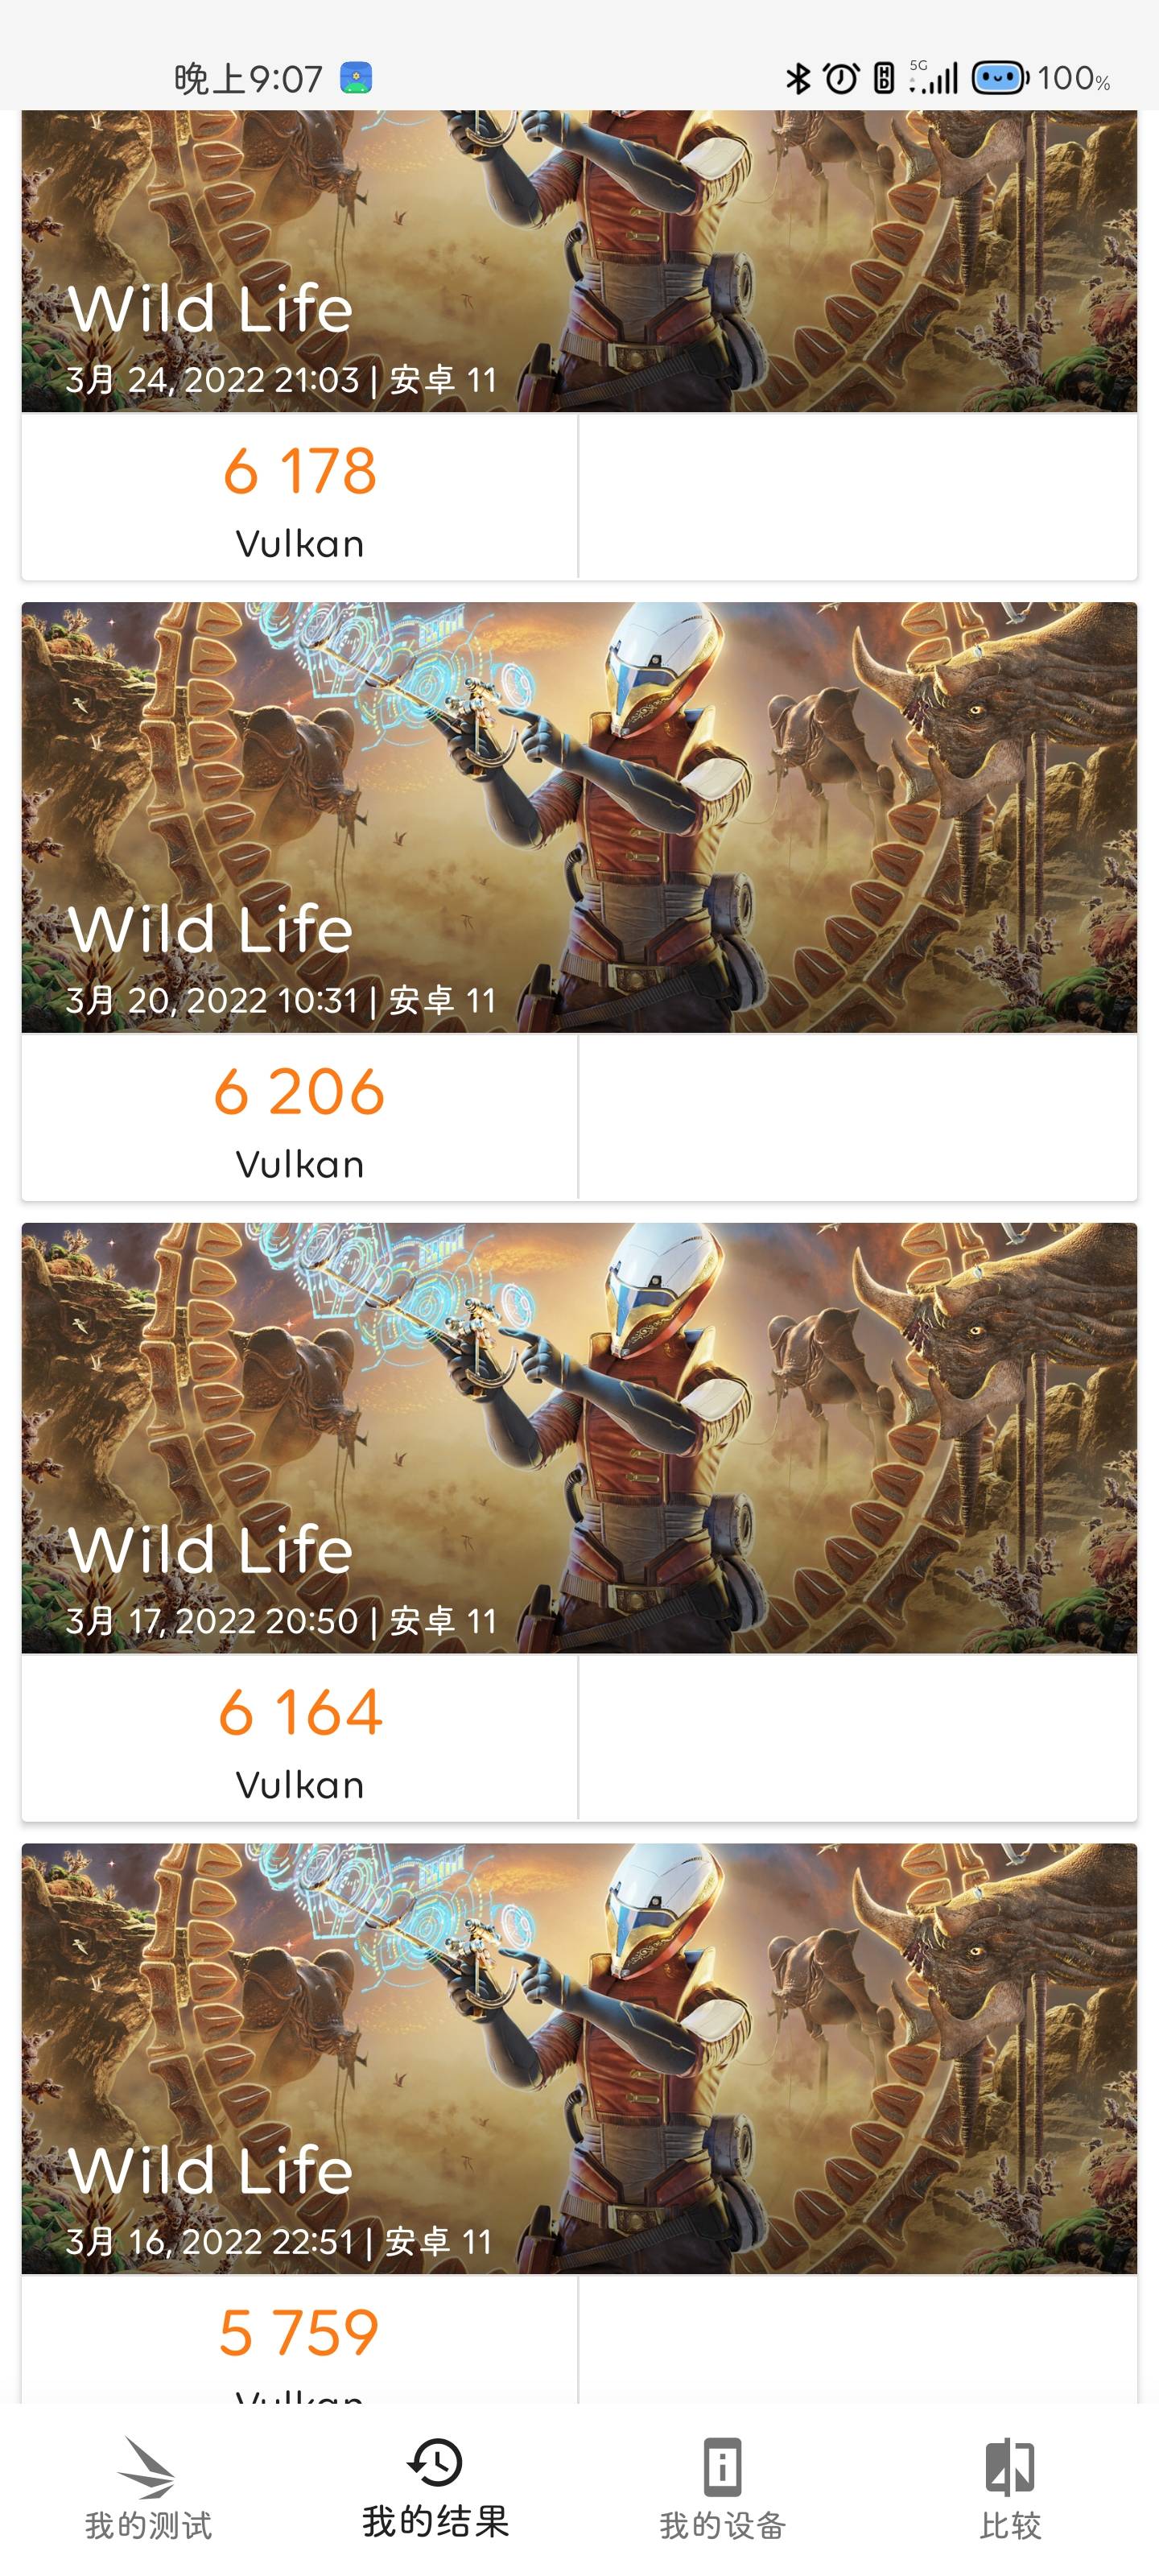 晚上9:07
5G
100%
Wild Life
3月 24, 2022 21:03 | 安卓 11
6 178
Vulkan
Wild Life
3月 20, 2022 10:31 | 安卓 11
6 206
Vulkan
Wild Life
3月 17, 2022 20:50 | 安卓 11
6 164
Vulkan
Wild Life
3月 16, 2022 22:51 | 安卓 11
5 759
Vulkan
我的测试
我的结果
我的设备
比较